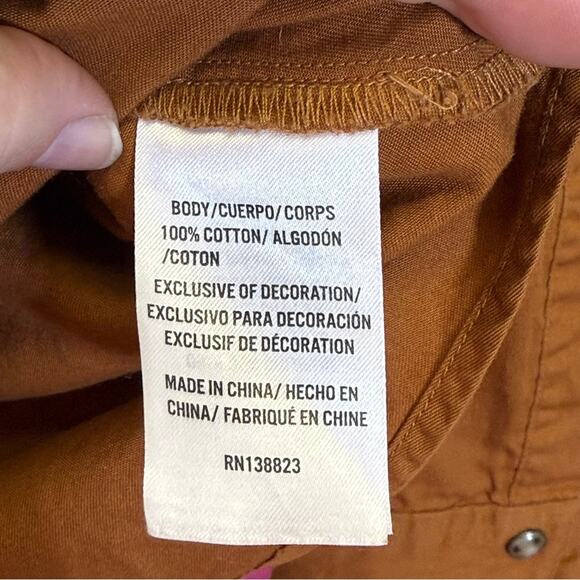 BODY/CUERPO/CORPS
100% COTTON/ ALGODÓN
/COTON
EXCLUSIVE OF DECORATION/
EXCLUSIVO PARA DECORACIÓN
EXCLUSIF DE DÉCORATION
MADE IN CHINA/ HECHO EN
CHINA/ FABRIQUÉ EN CHINE
RN138823